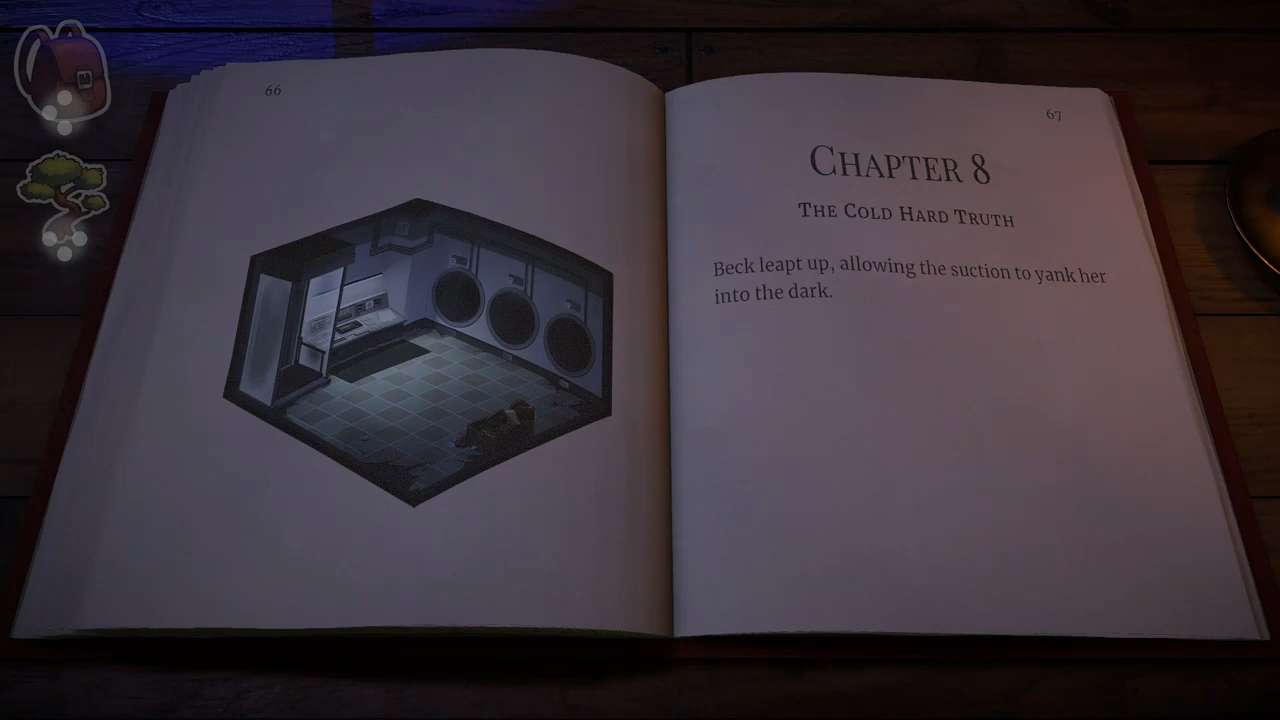 66
67
Chapter 8
The Cold Hard Truth
Beck leapt up, allowing the suction to yank her
into the dark.